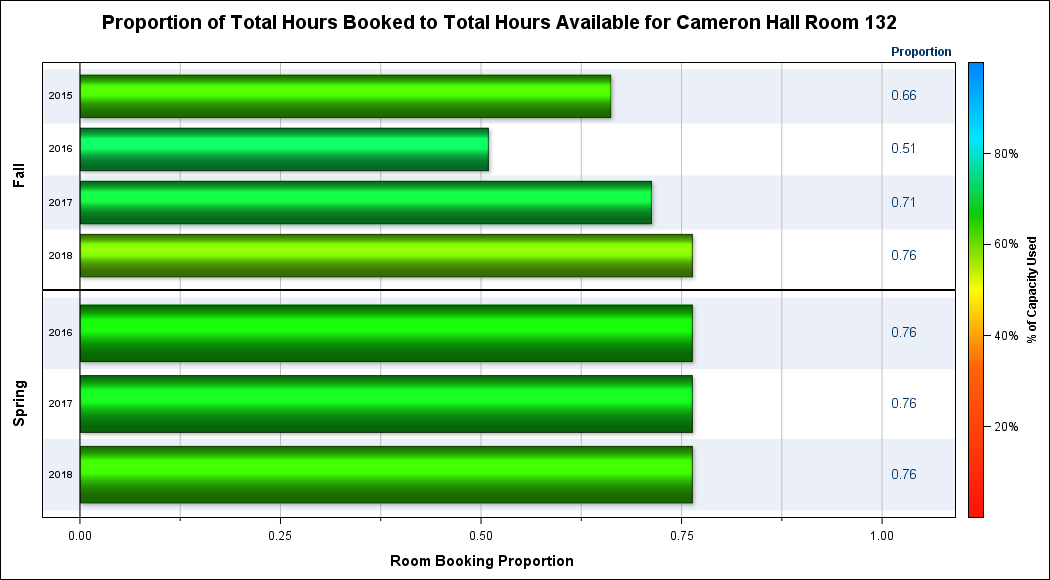 Proportion of Total Hours Booked to Total Hours Available for Cameron Hall Room 132
Proportion
Fall
2015 0.66
2016 0.51
2017 0.71
2018 0.76
Spring
2016 0.76
2017 0.76
2018 0.76
0.00 0.25 0.50 0.75 1.00
Room Booking Proportion
80%
60%
40%
20%
% of Capacity Used